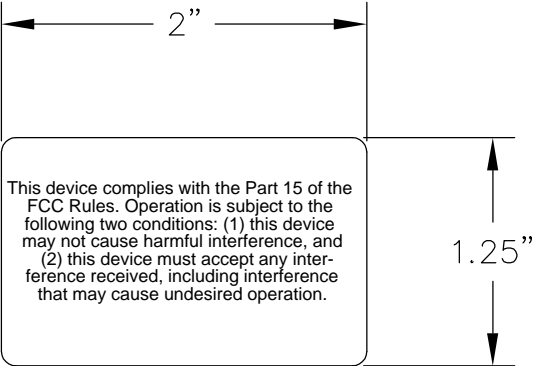 2”
This device complies with the Part 15 of the
FCC Rules. Operation is subject to the
following two conditions: (1) this device
may not cause harmful interference, and
(2) this device must accept any inter-
ference received, including interference
that may cause undesired operation.
1.25”